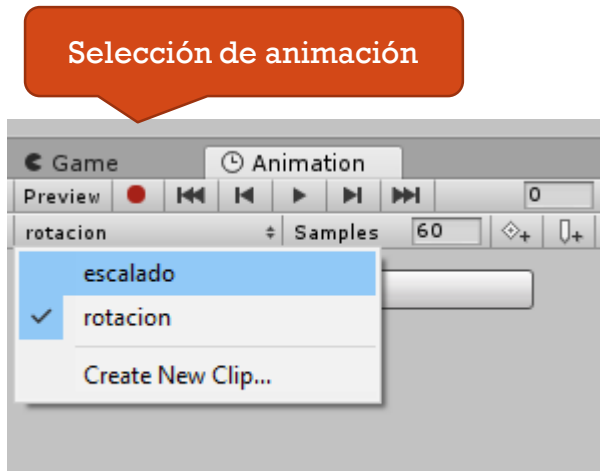 Selección de animación
Game Animation
Preview 0
rotacion Samples 60
escalado
rotacion
Create New Clip...